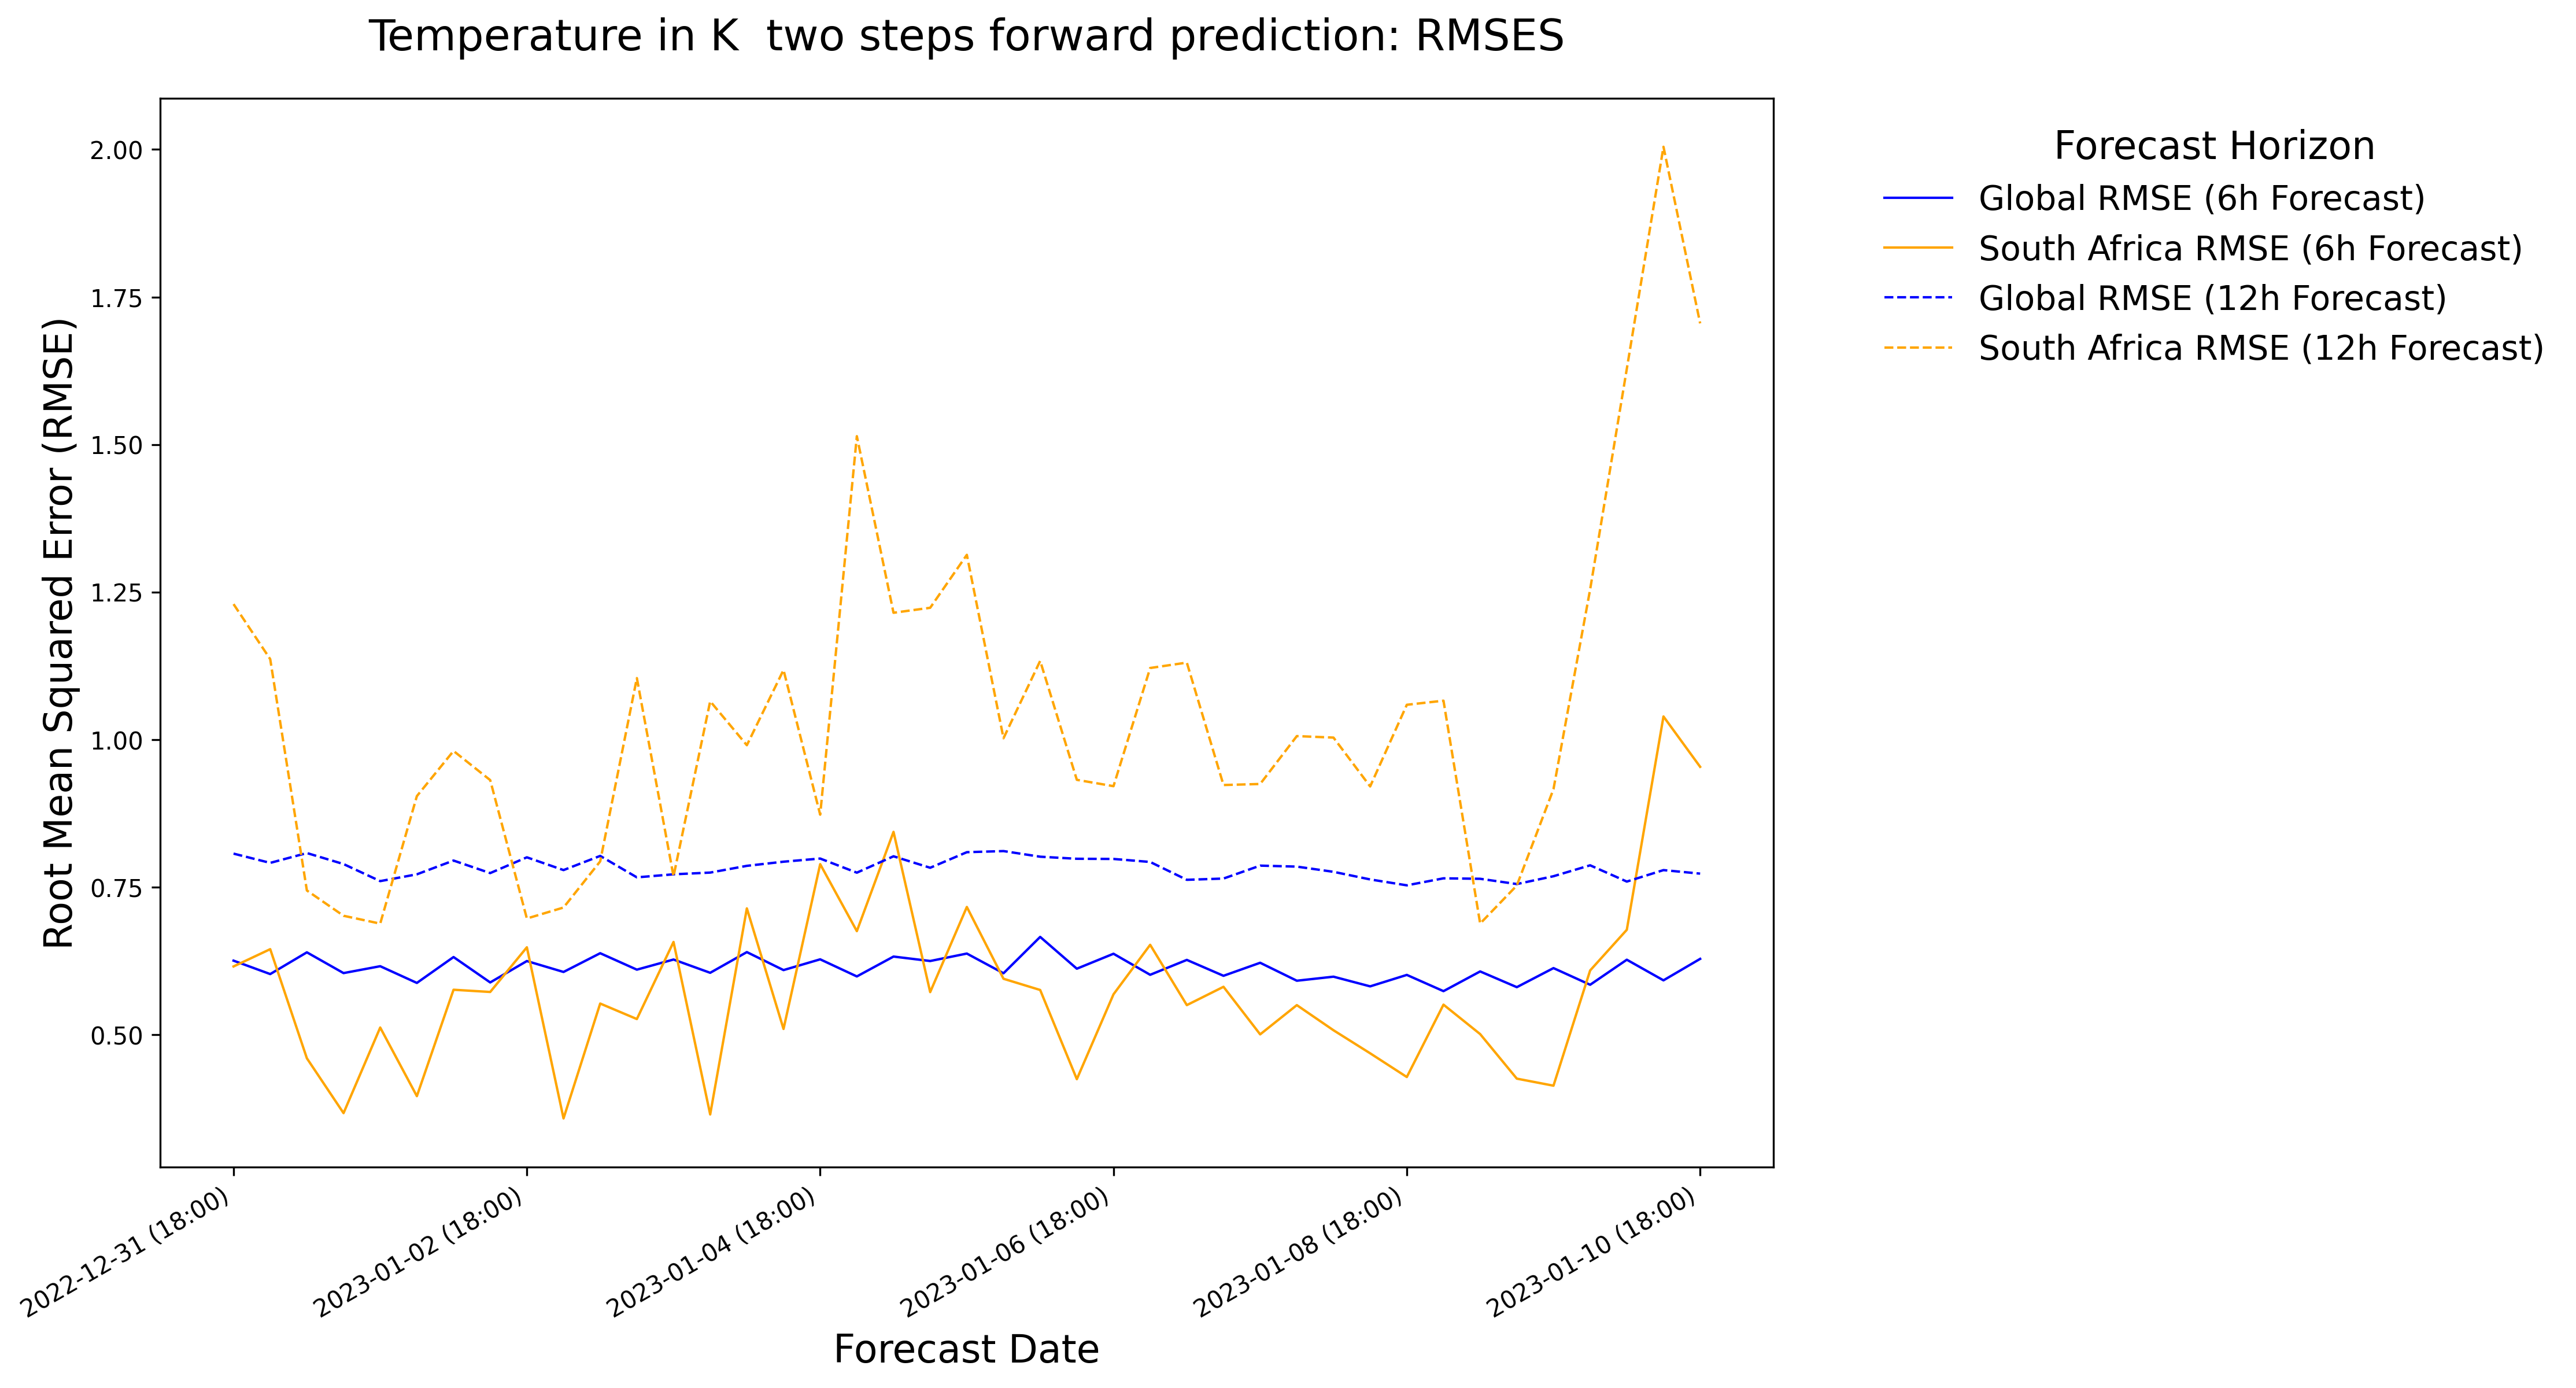 Temperature in K  two steps forward prediction: RMSES
Root Mean Squared Error (RMSE)
2.00
1.75
1.50
1.25
1.00
0.75
0.50
2022-12-31 (18:00)
2023-01-02 (18:00)
2023-01-04 (18:00)
2023-01-06 (18:00)
2023-01-08 (18:00)
2023-01-10 (18:00)
Forecast Date
Forecast Horizon
Global RMSE (6h Forecast)
South Africa RMSE (6h Forecast)
Global RMSE (12h Forecast)
South Africa RMSE (12h Forecast)